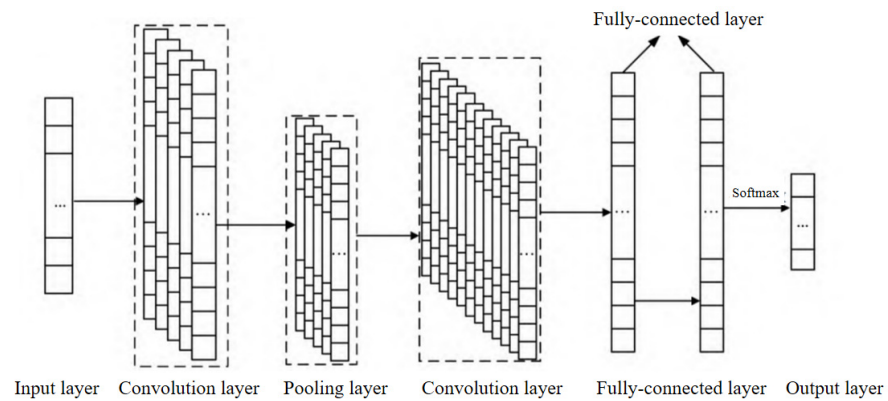 Fully-connected layer
Softmax
...
...
...
...
...
...
...
Input layer
Convolution layer
Pooling layer
Convolution layer
Fully-connected layer
Output layer